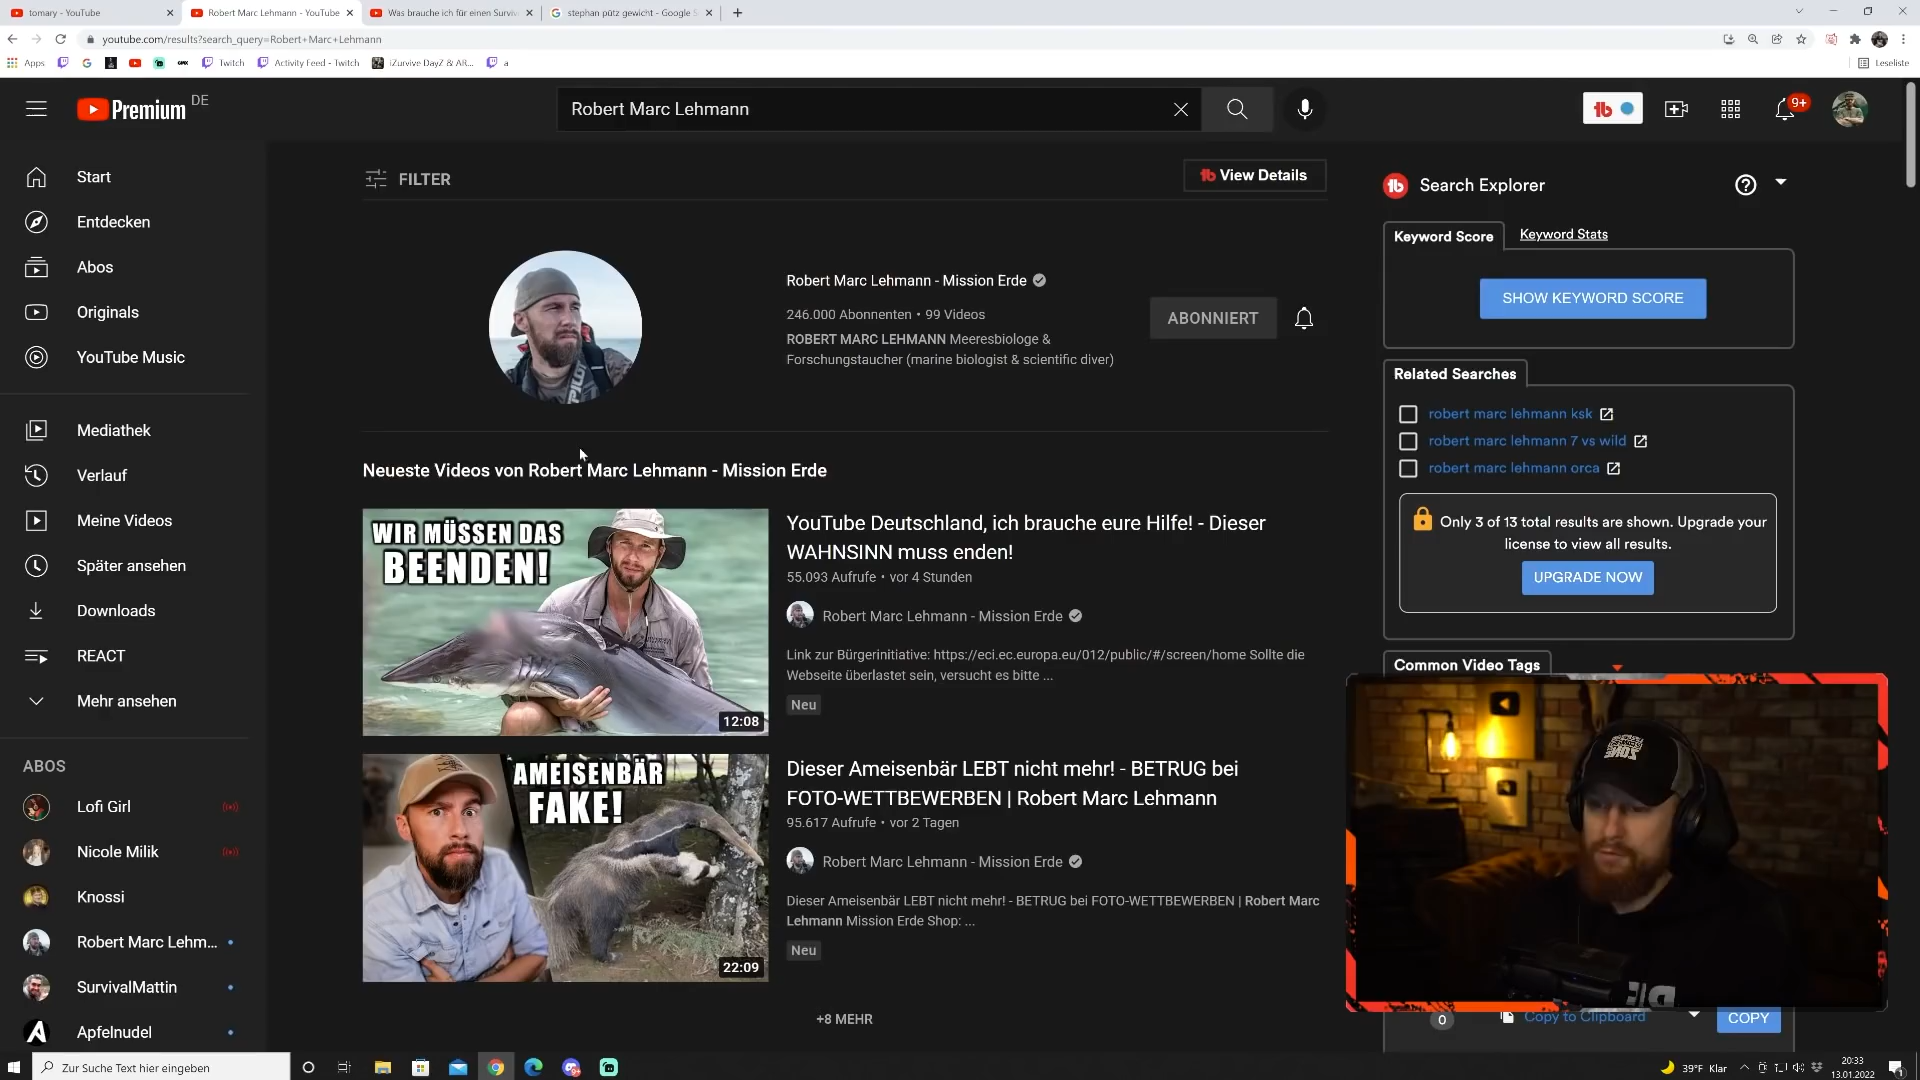 tomary - YouTube
Robert Marc Lehmann - YouTube
Was brauche ich für einen Surviv
stephan pütz gewicht - Google S
youtube.com/results?search_query=Robert+Marc+Lehmann
Apps
Twitch
Activity Feed - Twitch
iZurvive DayZ & AR...
a
Leseliste
Premium DE
Robert Marc Lehmann
9+
Start
Entdecken
Abos
Originals
YouTube Music
Mediathek
Verlauf
Meine Videos
Später ansehen
Downloads
REACT
Mehr ansehen
ABOS
Lofi Girl
Nicole Milik
Knossi
Robert Marc Lehm...
SurvivalMattin
Apfelnudel
FILTER
View Details
Robert Marc Lehmann - Mission Erde
246.000 Abonnenten • 99 Videos
ROBERT MARC LEHMANN Meeresbiologe &
Forschungstaucher (marine biologist & scientific diver)
ABONNIERT
Neueste Videos von Robert Marc Lehmann - Mission Erde
WIR MÜSSEN DAS
BEENDEN!
12:08
YouTube Deutschland, ich brauche eure Hilfe! - Dieser
WAHNSINN muss enden!
55.093 Aufrufe • vor 4 Stunden
Robert Marc Lehmann - Mission Erde
Link zur Bürgerinitiative: https://eci.ec.europa.eu/012/public/#/screen/home Sollte die
Webseite überlastet sein, versucht es bitte ...
Neu
AMEISENBÄR
FAKE!
22:09
Dieser Ameisenbär LEBT nicht mehr! - BETRUG bei
FOTO-WETTBEWERBEN | Robert Marc Lehmann
95.617 Aufrufe • vor 2 Tagen
Robert Marc Lehmann - Mission Erde
Dieser Ameisenbär LEBT nicht mehr! - BETRUG bei FOTO-WETTBEWERBEN | Robert Marc
Lehmann Mission Erde Shop: ...
Neu
+8 MEHR
Search Explorer
Keyword Score
Keyword Stats
SHOW KEYWORD SCORE
Related Searches
robert marc lehmann ksk
robert marc lehmann 7 vs wild
robert marc lehmann orca
Only 3 of 13 total results are shown. Upgrade your
license to view all results.
UPGRADE NOW
Common Video Tags
0
Copy to Clipboard
COPY
Zur Suche Text hier eingeben
39°F Klar
20:33
13.01.2022